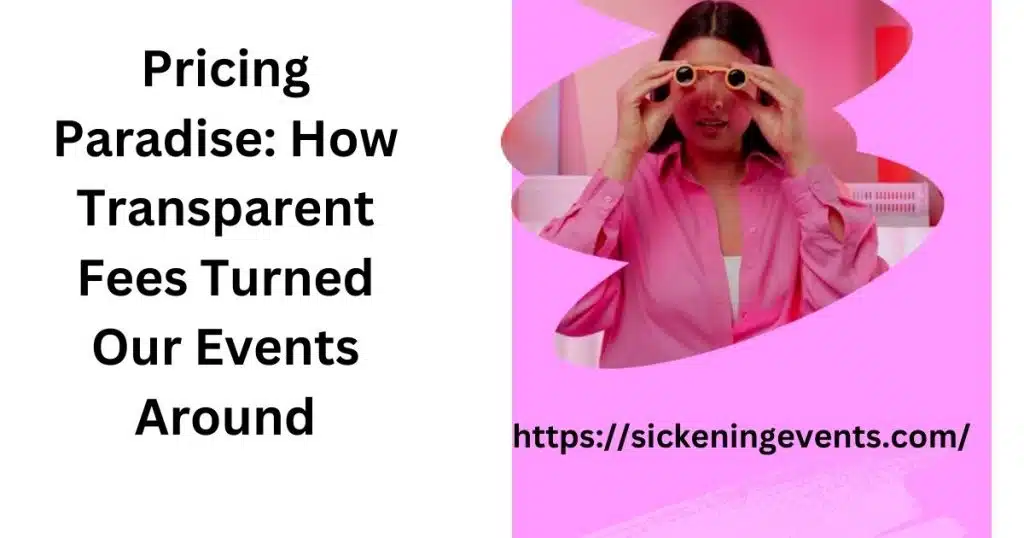 Pricing
Paradise: How
Transparent
Fees Turned
Our Events
Around
https://sickeningevents.com/